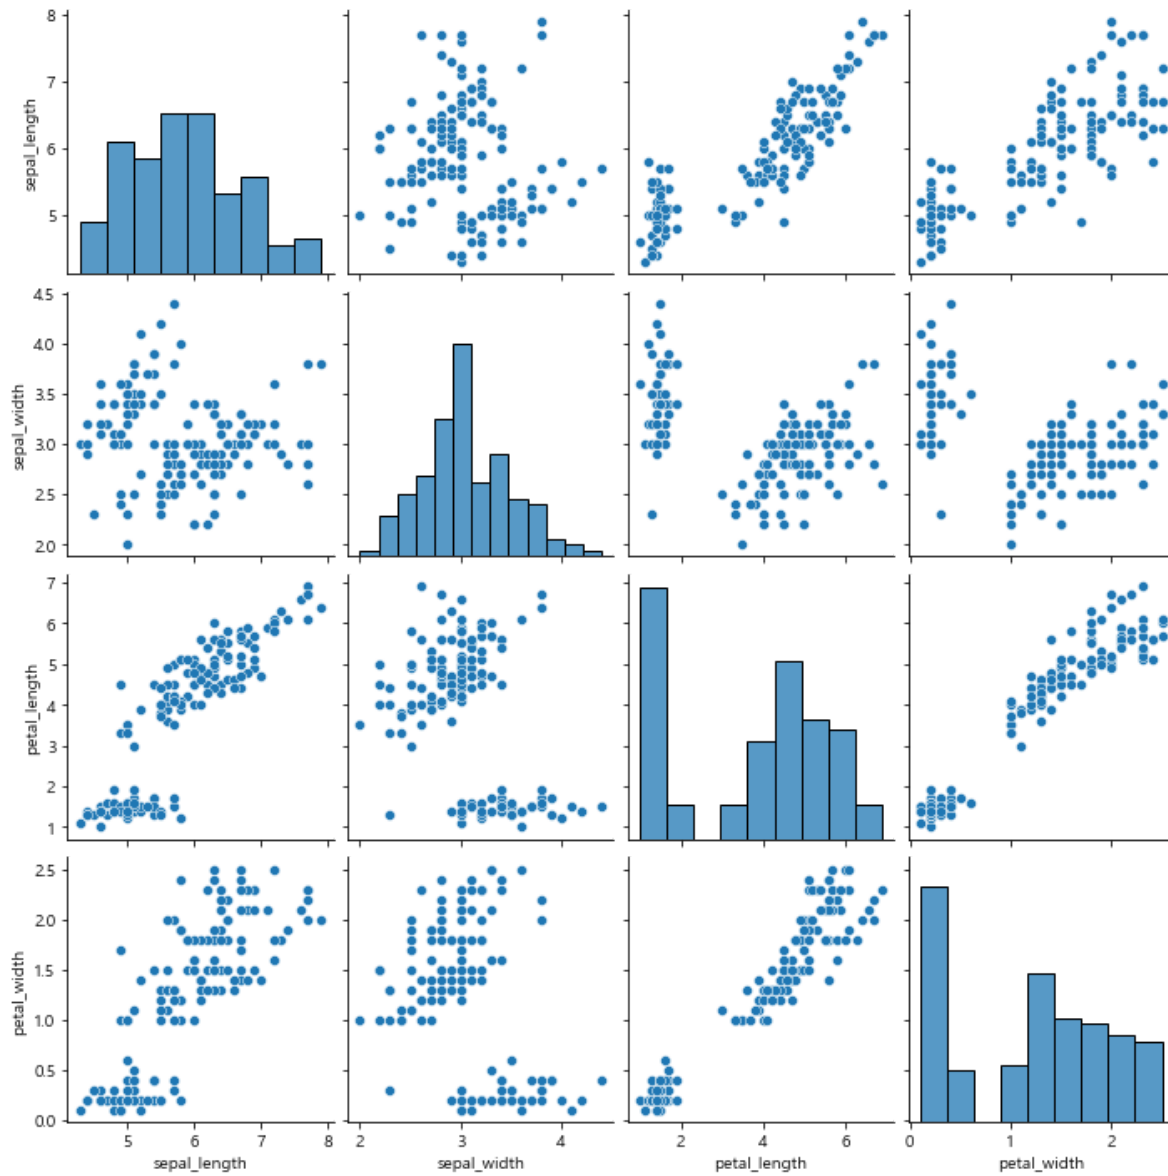 8
7
6
5
sepal_length
4.5
4.0
3.5
3.0
2.5
2.0
sepal_width
7
6
5
4
3
2
1
petal_length
2.5
2.0
1.5
1.0
0.5
0.0
petal_width
5 6 7 8
2 3 4
2 4 6
0 1 2
sepal_length sepal_width petal_length petal_width